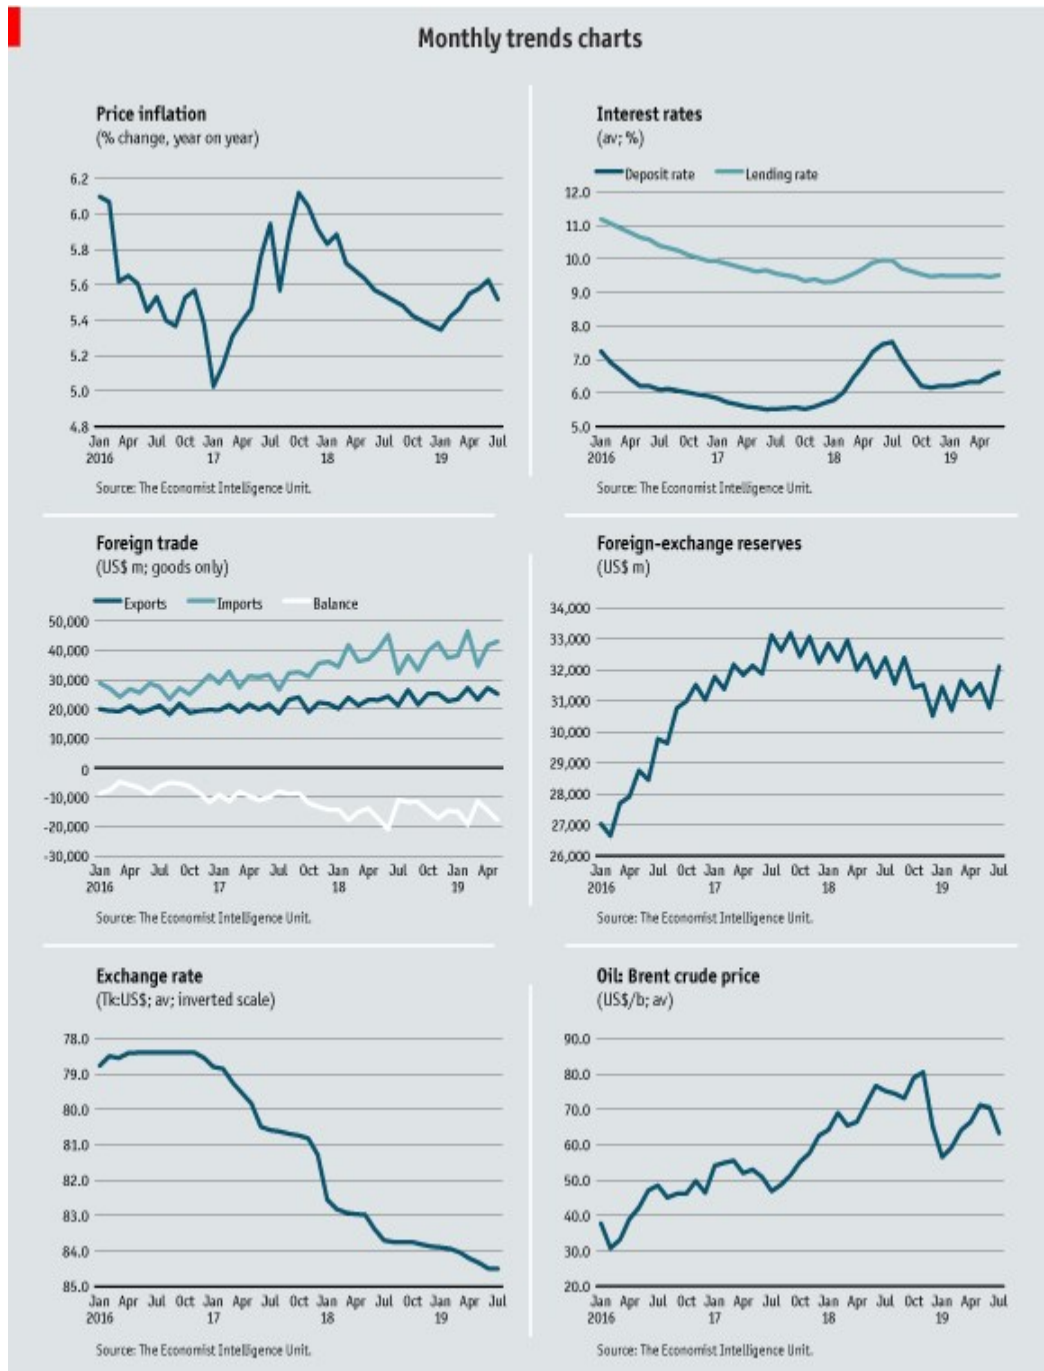 Monthly trends charts
Price inflation
(% change, year on year)
6.2
6.0
5.8
5.6
5.4
5.2
5.0
4.8
Jan Apr Jul Oct Jan Apr Jul Oct Jan Apr Jul Oct Jan Apr Jul
2016 17 18 19
Source: The Economist Intelligence Unit.
Interest rates
(av; %)
Deposit rate Lending rate
12.0
11.0
10.0
9.0
8.0
7.0
6.0
5.0
Jan Apr Jul Oct Jan Apr Jul Oct Jan Apr Jul Oct Jan Apr
2016 17 18 19
Source: The Economist Intelligence Unit.
Foreign trade
(US$ m; goods only)
Exports Imports Balance
50,000
40,000
30,000
20,000
10,000
0
-10,000
-20,000
-30,000
Jan Apr Jul Oct Jan Apr Jul Oct Jan Apr Jul Oct Jan Apr
2016 17 18 19
Source: The Economist Intelligence Unit.
Foreign-exchange reserves
(US$ m)
34,000
33,000
32,000
31,000
30,000
29,000
28,000
27,000
26,000
Jan Apr Jul Oct Jan Apr Jul Oct Jan Apr Jul Oct Jan Apr Jul
2016 17 18 19
Source: The Economist Intelligence Unit.
Exchange rate
(Tk:US$; av; inverted scale)
78.0
79.0
80.0
81.0
82.0
83.0
84.0
85.0
Jan Apr Jul Oct Jan Apr Jul Oct Jan Apr Jul Oct Jan Apr Jul
2016 17 18 19
Source: The Economist Intelligence Unit.
Oil: Brent crude price
(US$/b; av)
90.0
80.0
70.0
60.0
50.0
40.0
30.0
20.0
Jan Apr Jul Oct Jan Apr Jul Oct Jan Apr Jul Oct Jan Apr Jul
2016 17 18 19
Source: The Economist Intelligence Unit.